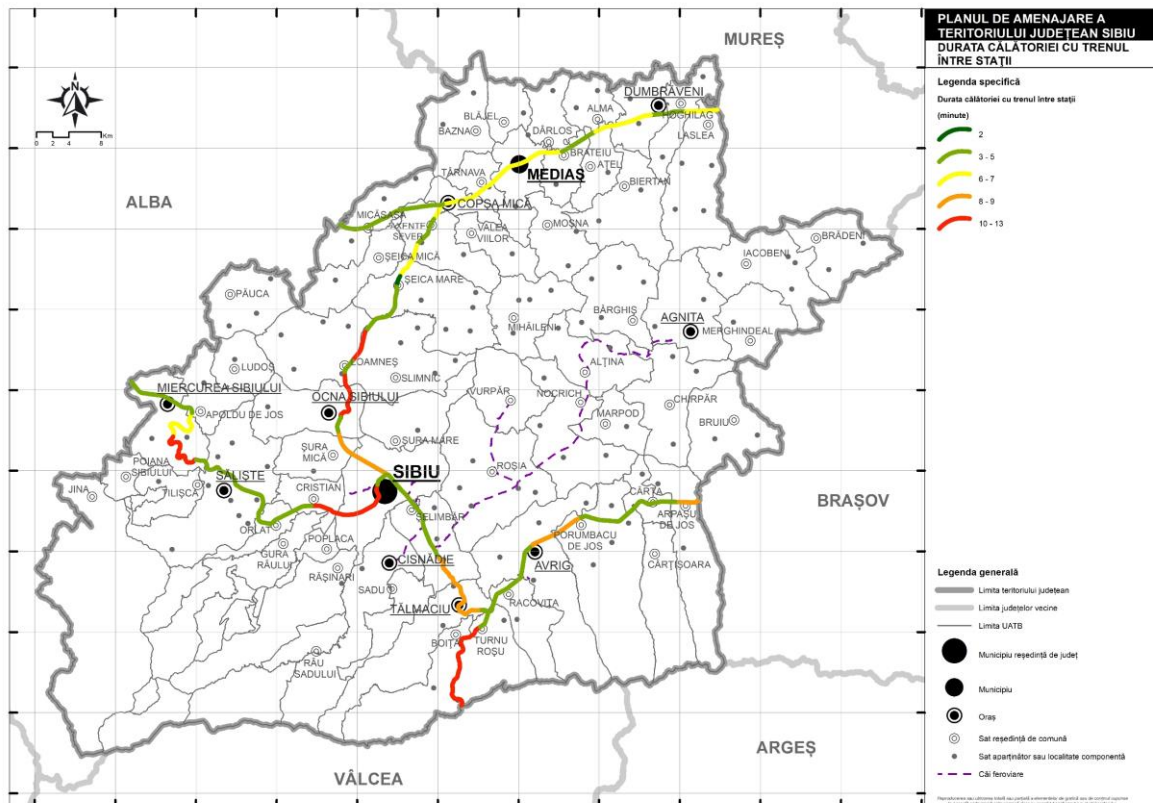 PLANUL DE AMENAJARE A
TERITORIULUI JUDEȚEAN SIBIU
DURATA CĂLĂTORIEI CU TRENUL
ÎNTRE STAȚII
Legenda specifică
Durata călătoriei cu trenul între stații
(minute)
2
3 - 5
6 - 7
8 - 9
10 - 13
MUREȘ
DUMBRĂVENI
N
0 2 4 8
Km
BLĂJEL
ALMA
HOGHILAG
BAZNA
DÂRLOS
LASLEA
BRATEIU
AȚEL
MEDIAȘ
TÂRNAVA
BIERTAN
ALBA
COPȘA MICĂ
MICĂSASA
AXENTE
SEVER
VALEA
VIILOR
MOȘNA
BRĂDENI
ȘEICA MICĂ
IACOBENI
ȘEICA MARE
PĂUCA
BÂRGHIȘ
AGNITA
MIHĂILENI
MERGHINDEAL
LUDOȘ
LOAMNEȘ
ALȚINA
SLIMNIC
MIERCUREA SIBIULUI
VURPĂR
NOCRICH
OCNA SIBIULUI
CHIRPĂR
APOLDU DE JOS
MARPOD
BRUIU
ȘURA MARE
ȘURA
MICĂ
POIANA
SIBIULUI
SĂLIȘTE
SIBIU
ROȘIA
JINA
TILIȘCA
CRISTIAN
CÂRȚA
BRAȘOV
ȘELIMBĂR
ARPAȘU
DE JOS
ORLAT
POPLACA
PORUMBACU
DE JOS
GURA
RÂULUI
CISNĂDIE
AVRIG
CÂRȚIȘOARA
RĂȘINARI
SADU
RACOVIȚA
TĂLMACIU
BOIȚA
TURNU
ROȘU
RÂU
SADULUI
ARGEȘ
VÂLCEA
Legenda generală
Limita teritoriului județean
Limita județelor vecine
Limita UATB
Municipiu reședință de județ
Municipiu
Oraș
Sat reședință de comună
Sat aparținător sau localitate componentă
Căi feroviare